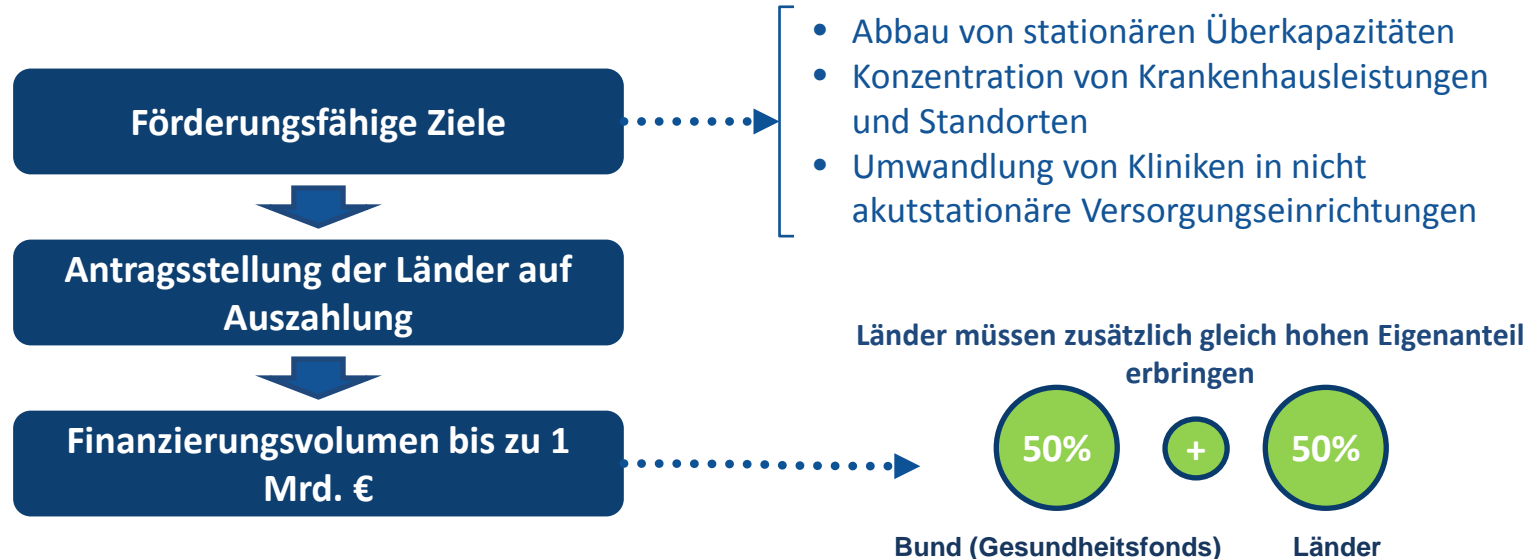 Förderungsfähige Ziele
• Abbau von stationären Überkapazitäten
• Konzentration von Krankenhausleistungen
und Standorten
• Umwandlung von Kliniken in nicht
akutstationäre Versorgungseinrichtungen
Antragsstellung der Länder auf
Auszahlung
Finanzierungsvolumen bis zu 1
Mrd. €
Länder müssen zusätzlich gleich hohen Eigenanteil
erbringen
50% + 50%
Bund (Gesundheitsfonds) Länder